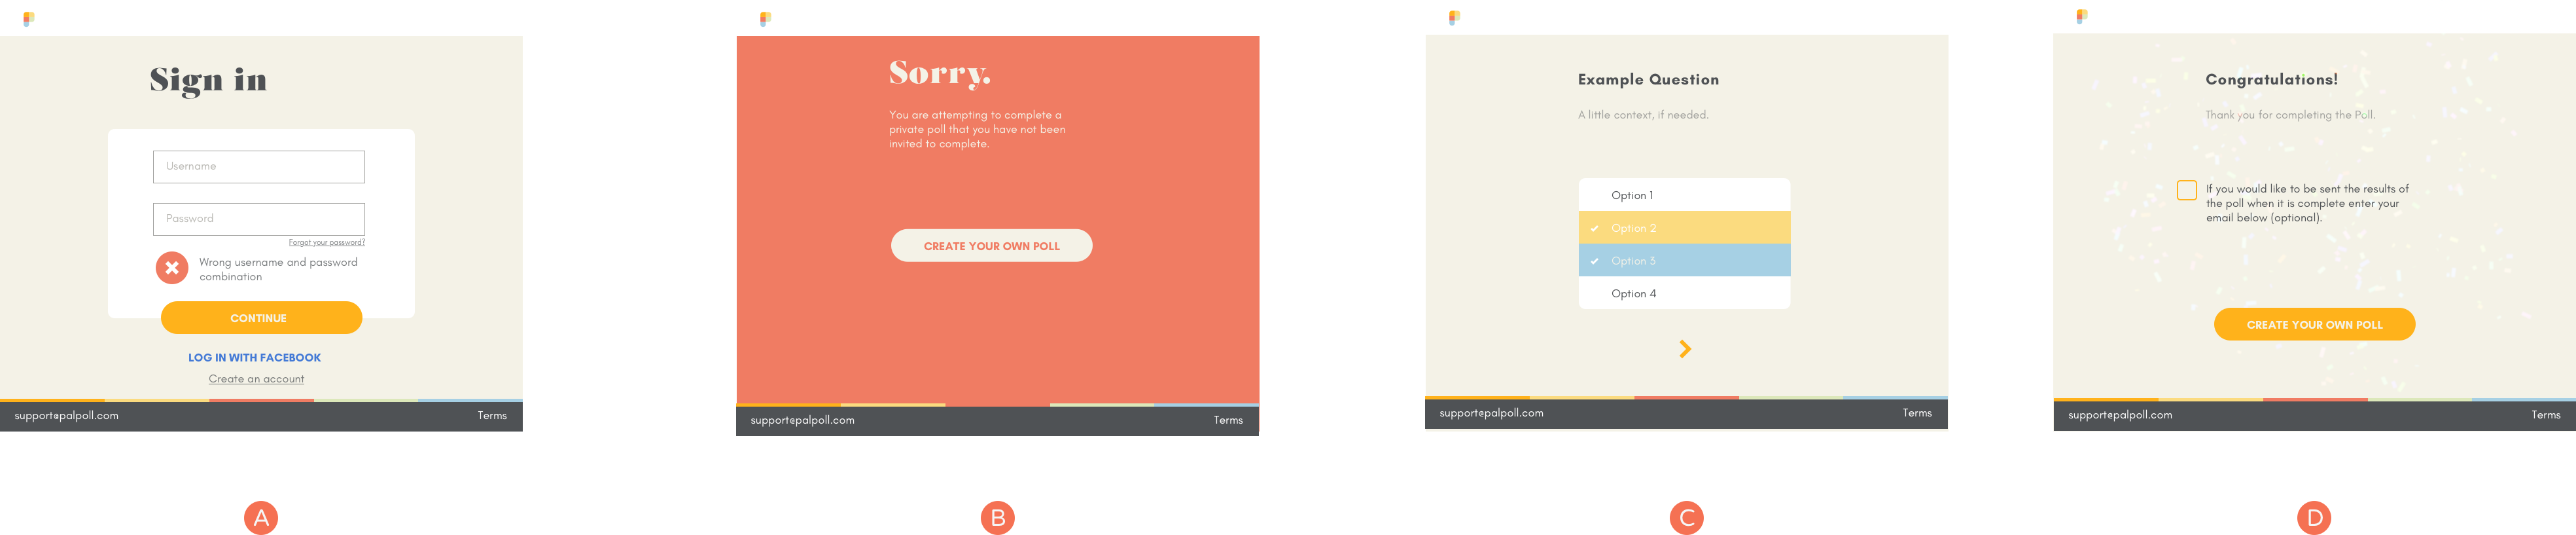 Sign in
Username
Password
Forgot your password?
Wrong username and password
combination
CONTINUE
LOG IN WITH FACEBOOK
Create an account
support@palpoll.com
Terms
A
Sorry.
You are attempting to complete a
private poll that you have not been
invited to complete.
CREATE YOUR OWN POLL
support@palpoll.com
Terms
B
Example Question
A little context, if needed.
Option 1
Option 2
Option 3
Option 4
support@palpoll.com
Terms
C
Congratulations!
Thank you for completing the Poll.
If you would like to be sent the results of
the poll when it is complete enter your
email below (optional).
CREATE YOUR OWN POLL
support@palpoll.com
Terms
D